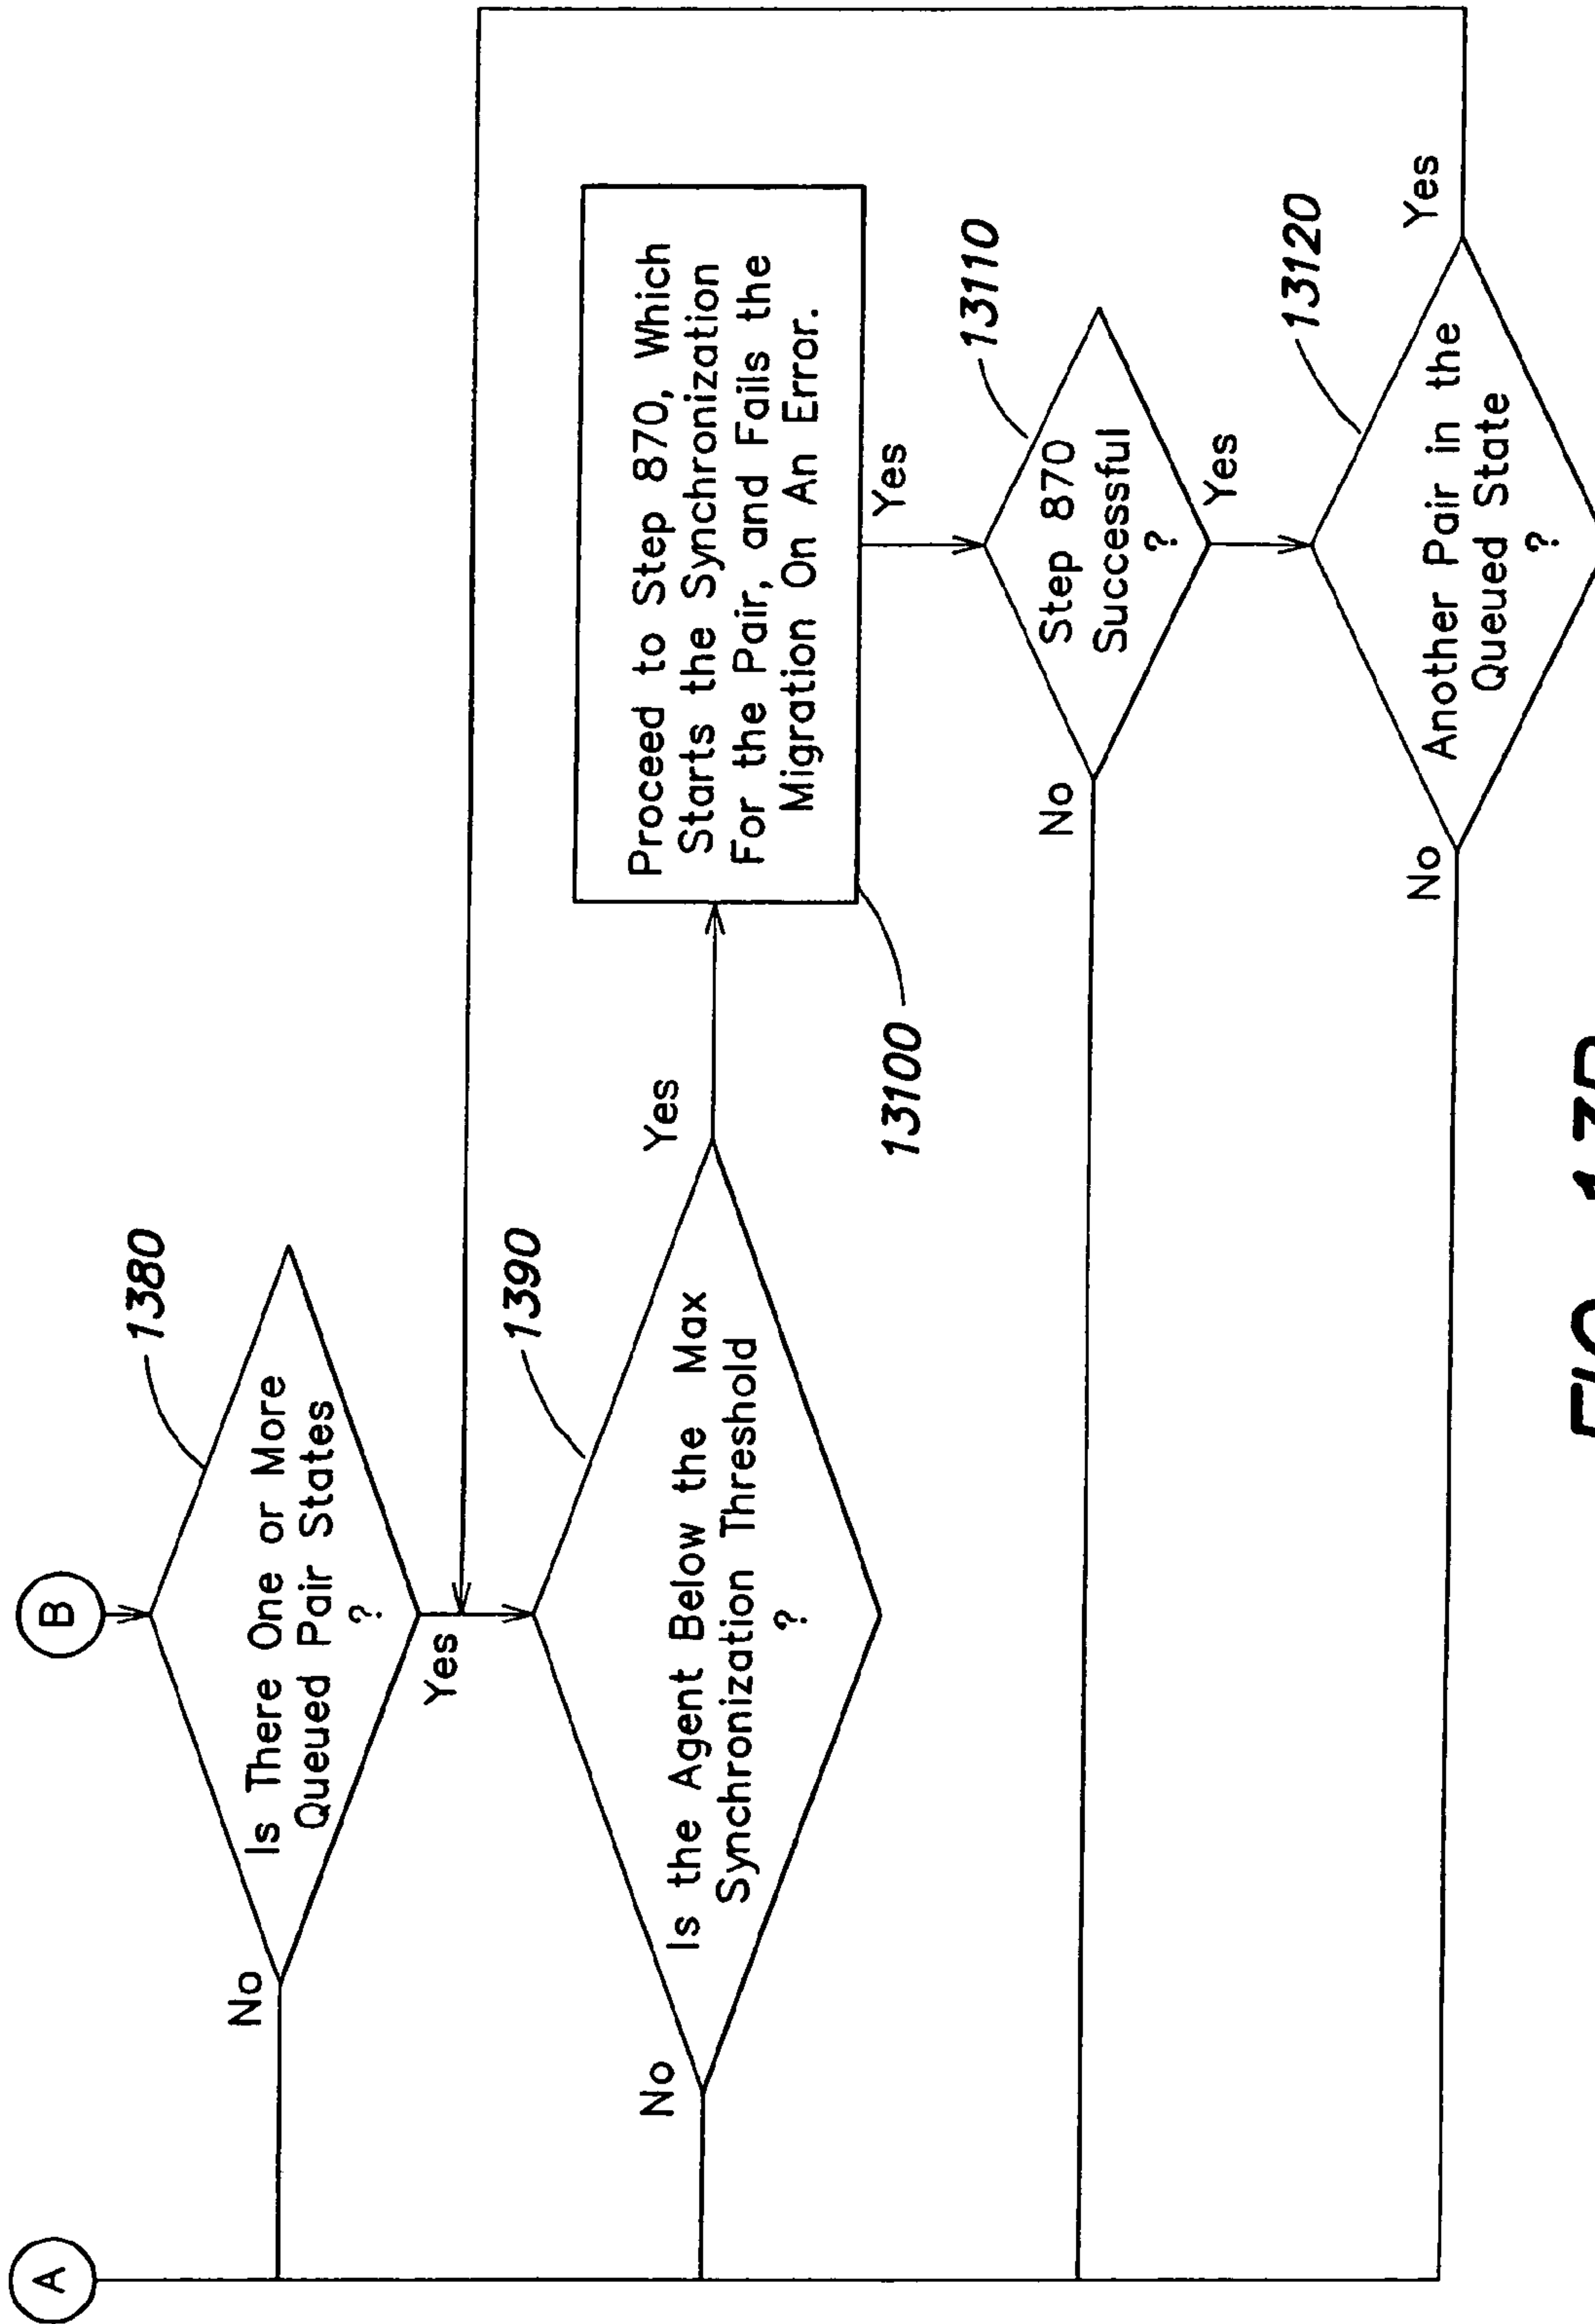 A
B
1380
Is There One or More
Queued Pair States
?
No
Yes
1390
Is the Agent Below the Max
Synchronization Threshold
?
No
Yes
Proceed to Step 870, Which
Starts the Synchronization
For the Pair, and Fails the
Migration On An Error.
13100
Yes
13110
Step 870
Successful
?
No
Yes
13120
Another Pair in the
Queued State
?
No
Yes